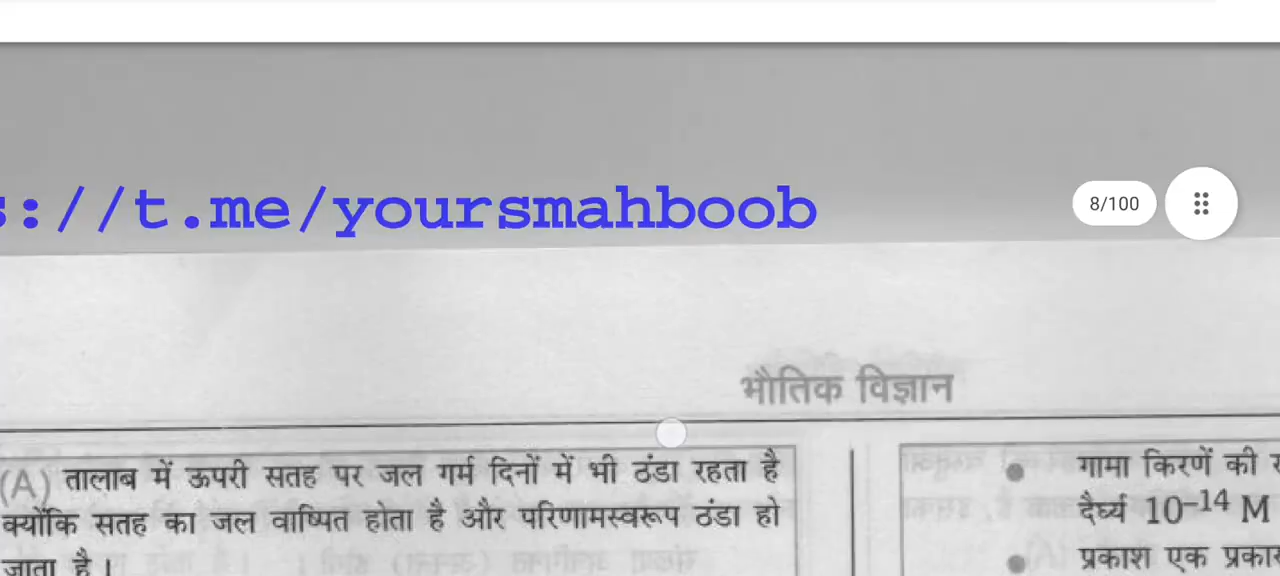 s://t.me/yoursmahboob
8/100
भौतिक विज्ञान
(A) तालाब में ऊपरी सतह पर जल गर्म दिनों में भी ठंडा रहता है
क्योंकि सतह का जल वाष्पित होता है और परिणामस्वरूप ठंडा हो
जाता है।
गामा किरणों की
दैर्घ्य 10⁻¹⁴ M
प्रकाश एक प्रकार